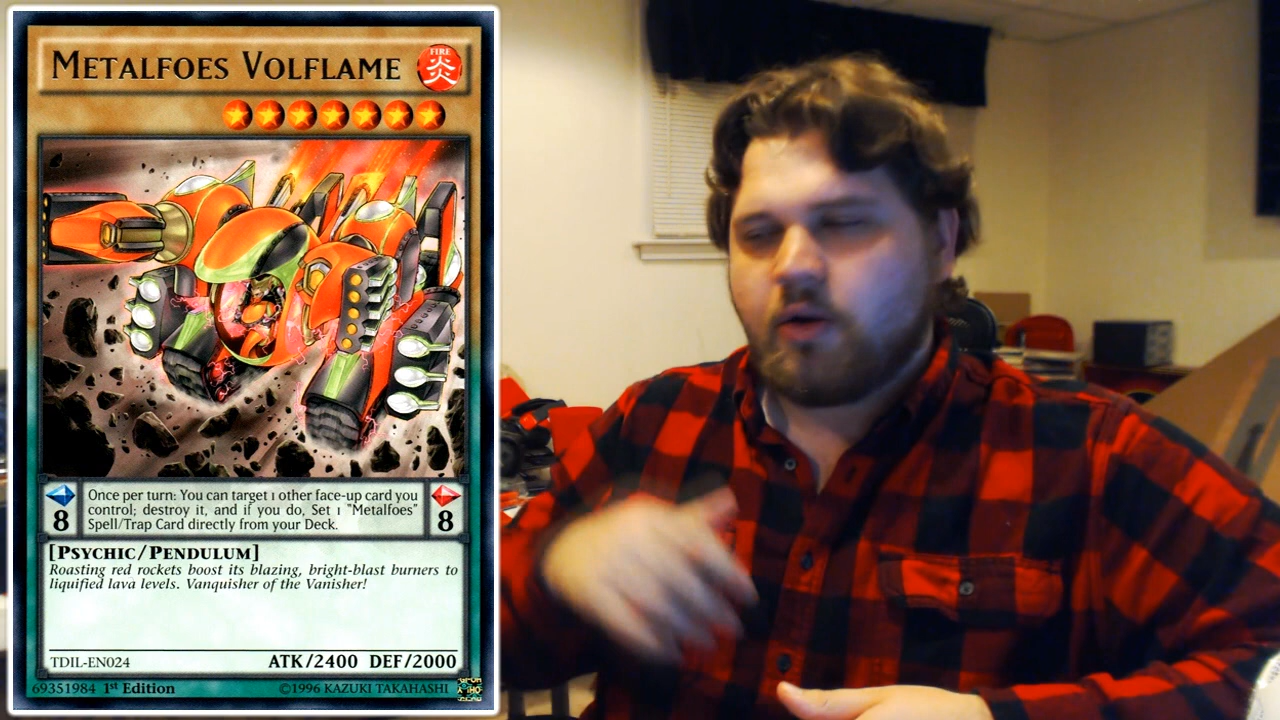 METALFOES VOLFLAME
FIRE
炎
Once per turn: You can target 1 other face-up card you
control; destroy it, and if you do, Set 1 "Metalfoes"
Spell/Trap Card directly from your Deck.
8
8
[PSYCHIC/PENDULUM]
Roasting red rockets boost its blazing, bright-blast burners to
liquified lava levels. Vanquisher of the Vanisher!
TDIL-EN024
ATK/2400 DEF/2000
69351984 1st Edition
©1996 KAZUKI TAKAHASHI